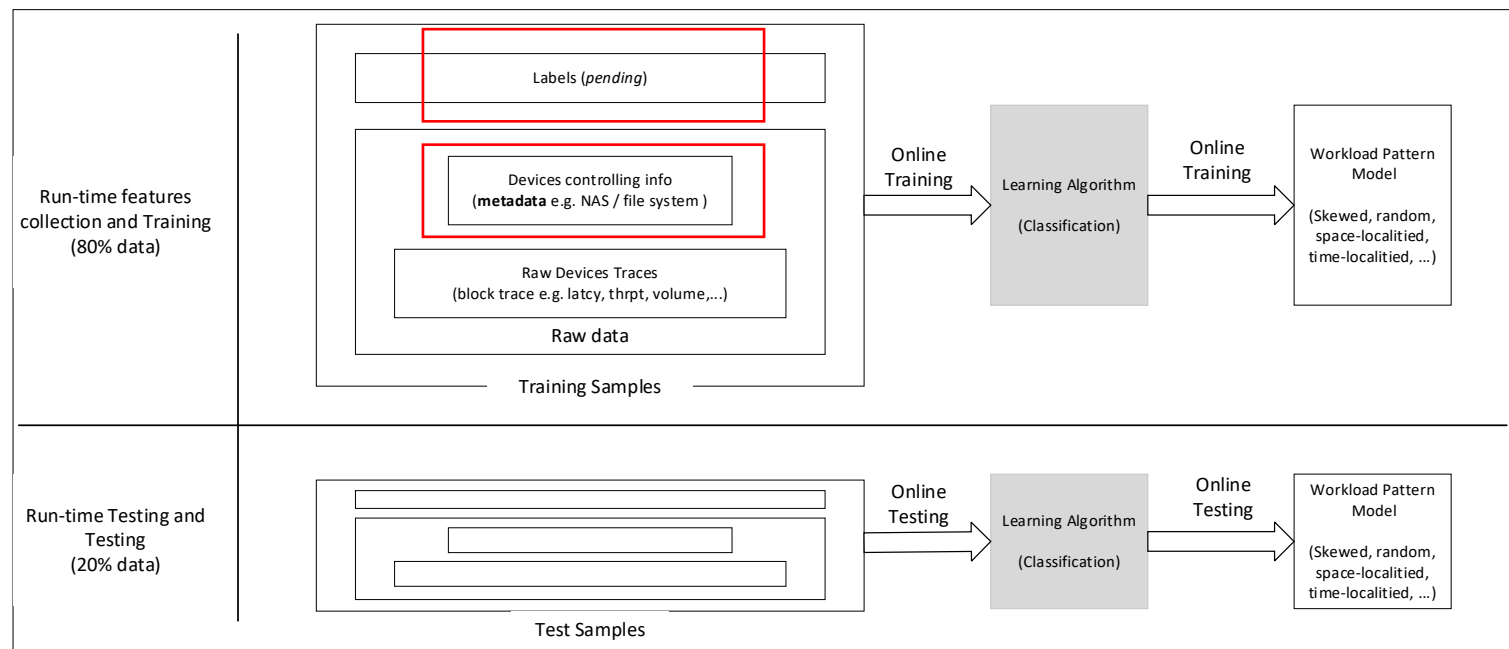 Run-time features
collection and Training
(80% data)
Labels (pending)
Devices controlling info
(metadata e.g. NAS / file system )
Raw Devices Traces
(block trace e.g. latcy, thrpt, volume,...)
Raw data
Training Samples
Online
Training
Learning Algorithm
(Classification)
Online
Training
Workload Pattern
Model
(Skewed, random,
space-localitied,
time-localitied, ...)
Run-time Testing and
Testing
(20% data)
Test Samples
Online
Testing
Learning Algorithm
(Classification)
Online
Testing
Workload Pattern
Model
(Skewed, random,
space-localitied,
time-localitied, ...)